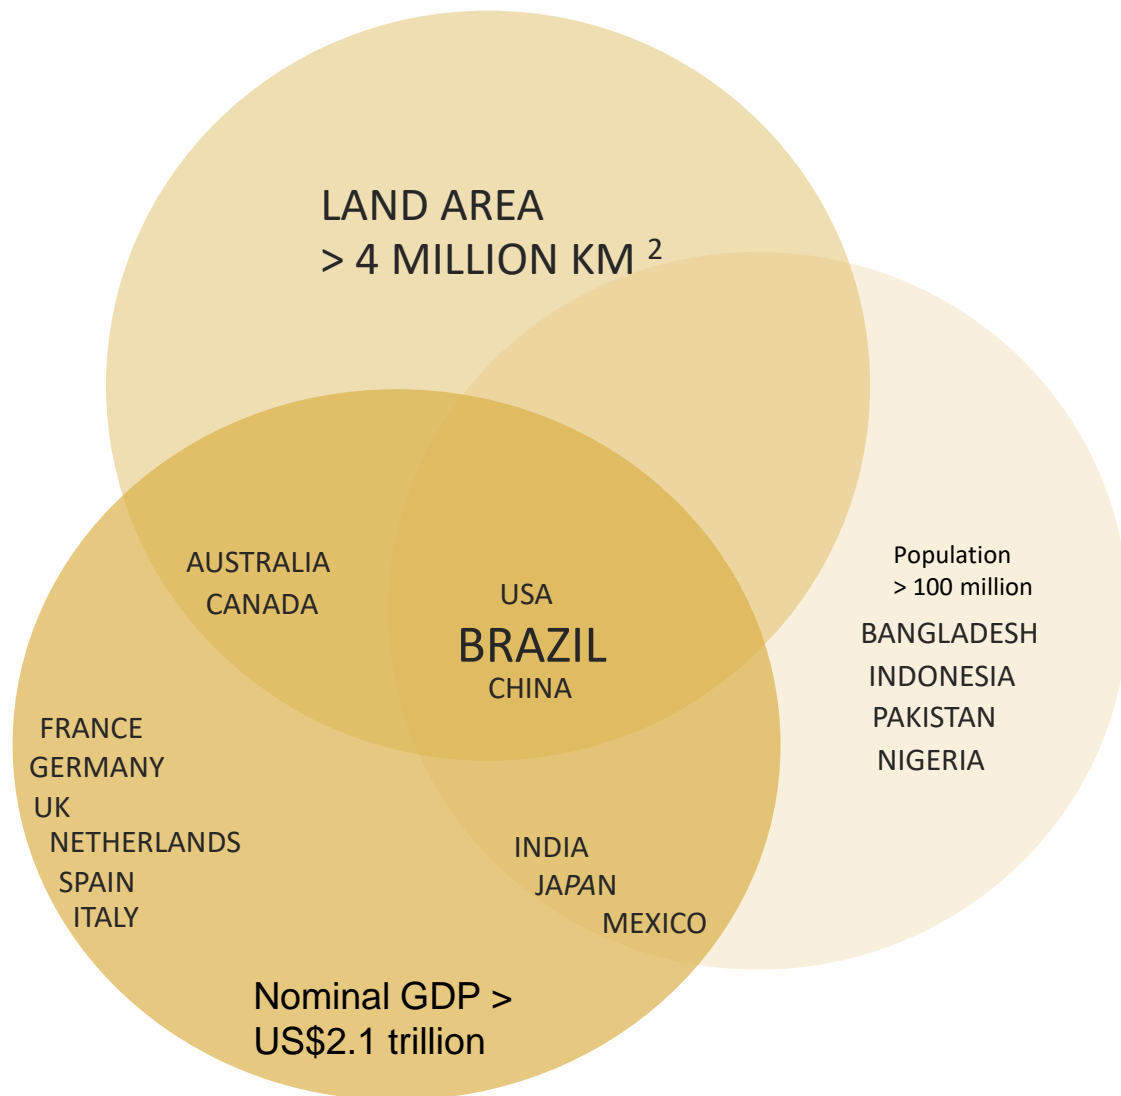 LAND AREA
> 4 MILLION KM ²
Population
> 100 million
BANGLADESH
INDONESIA
PAKISTAN
NIGERIA
AUSTRALIA
CANADA
USA
BRAZIL
CHINA
FRANCE
GERMANY
UK
NETHERLANDS
SPAIN
ITALY
INDIA
JAPAN
MEXICO
Nominal GDP >
US$2.1 trillion